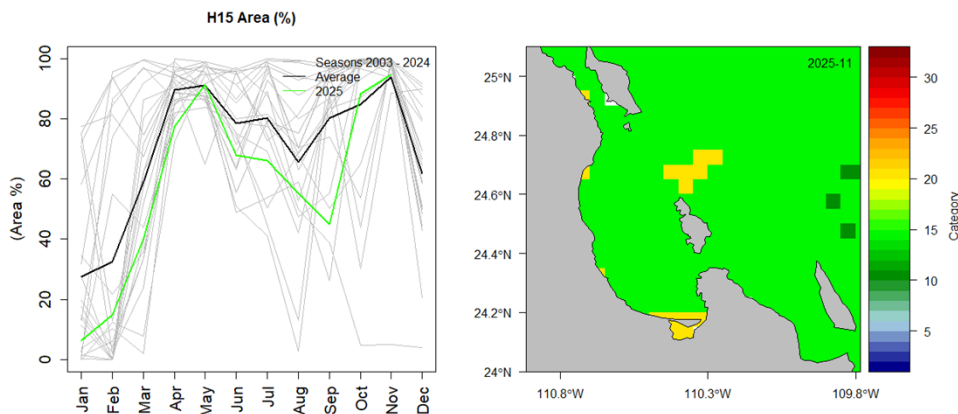 H15 Area (%)
(Area %)
100
80
60
40
20
0
Jan
Feb
Mar
Apr
May
Jun
Jul
Aug
Sep
Oct
Nov
Dec
Seasons 2003 - 2024
Average
2025
2025-11
25°N
24.8°N
24.6°N
24.4°N
24.2°N
24°N
110.8°W
110.3°W
109.8°W
30
25
20
15
10
5
Category